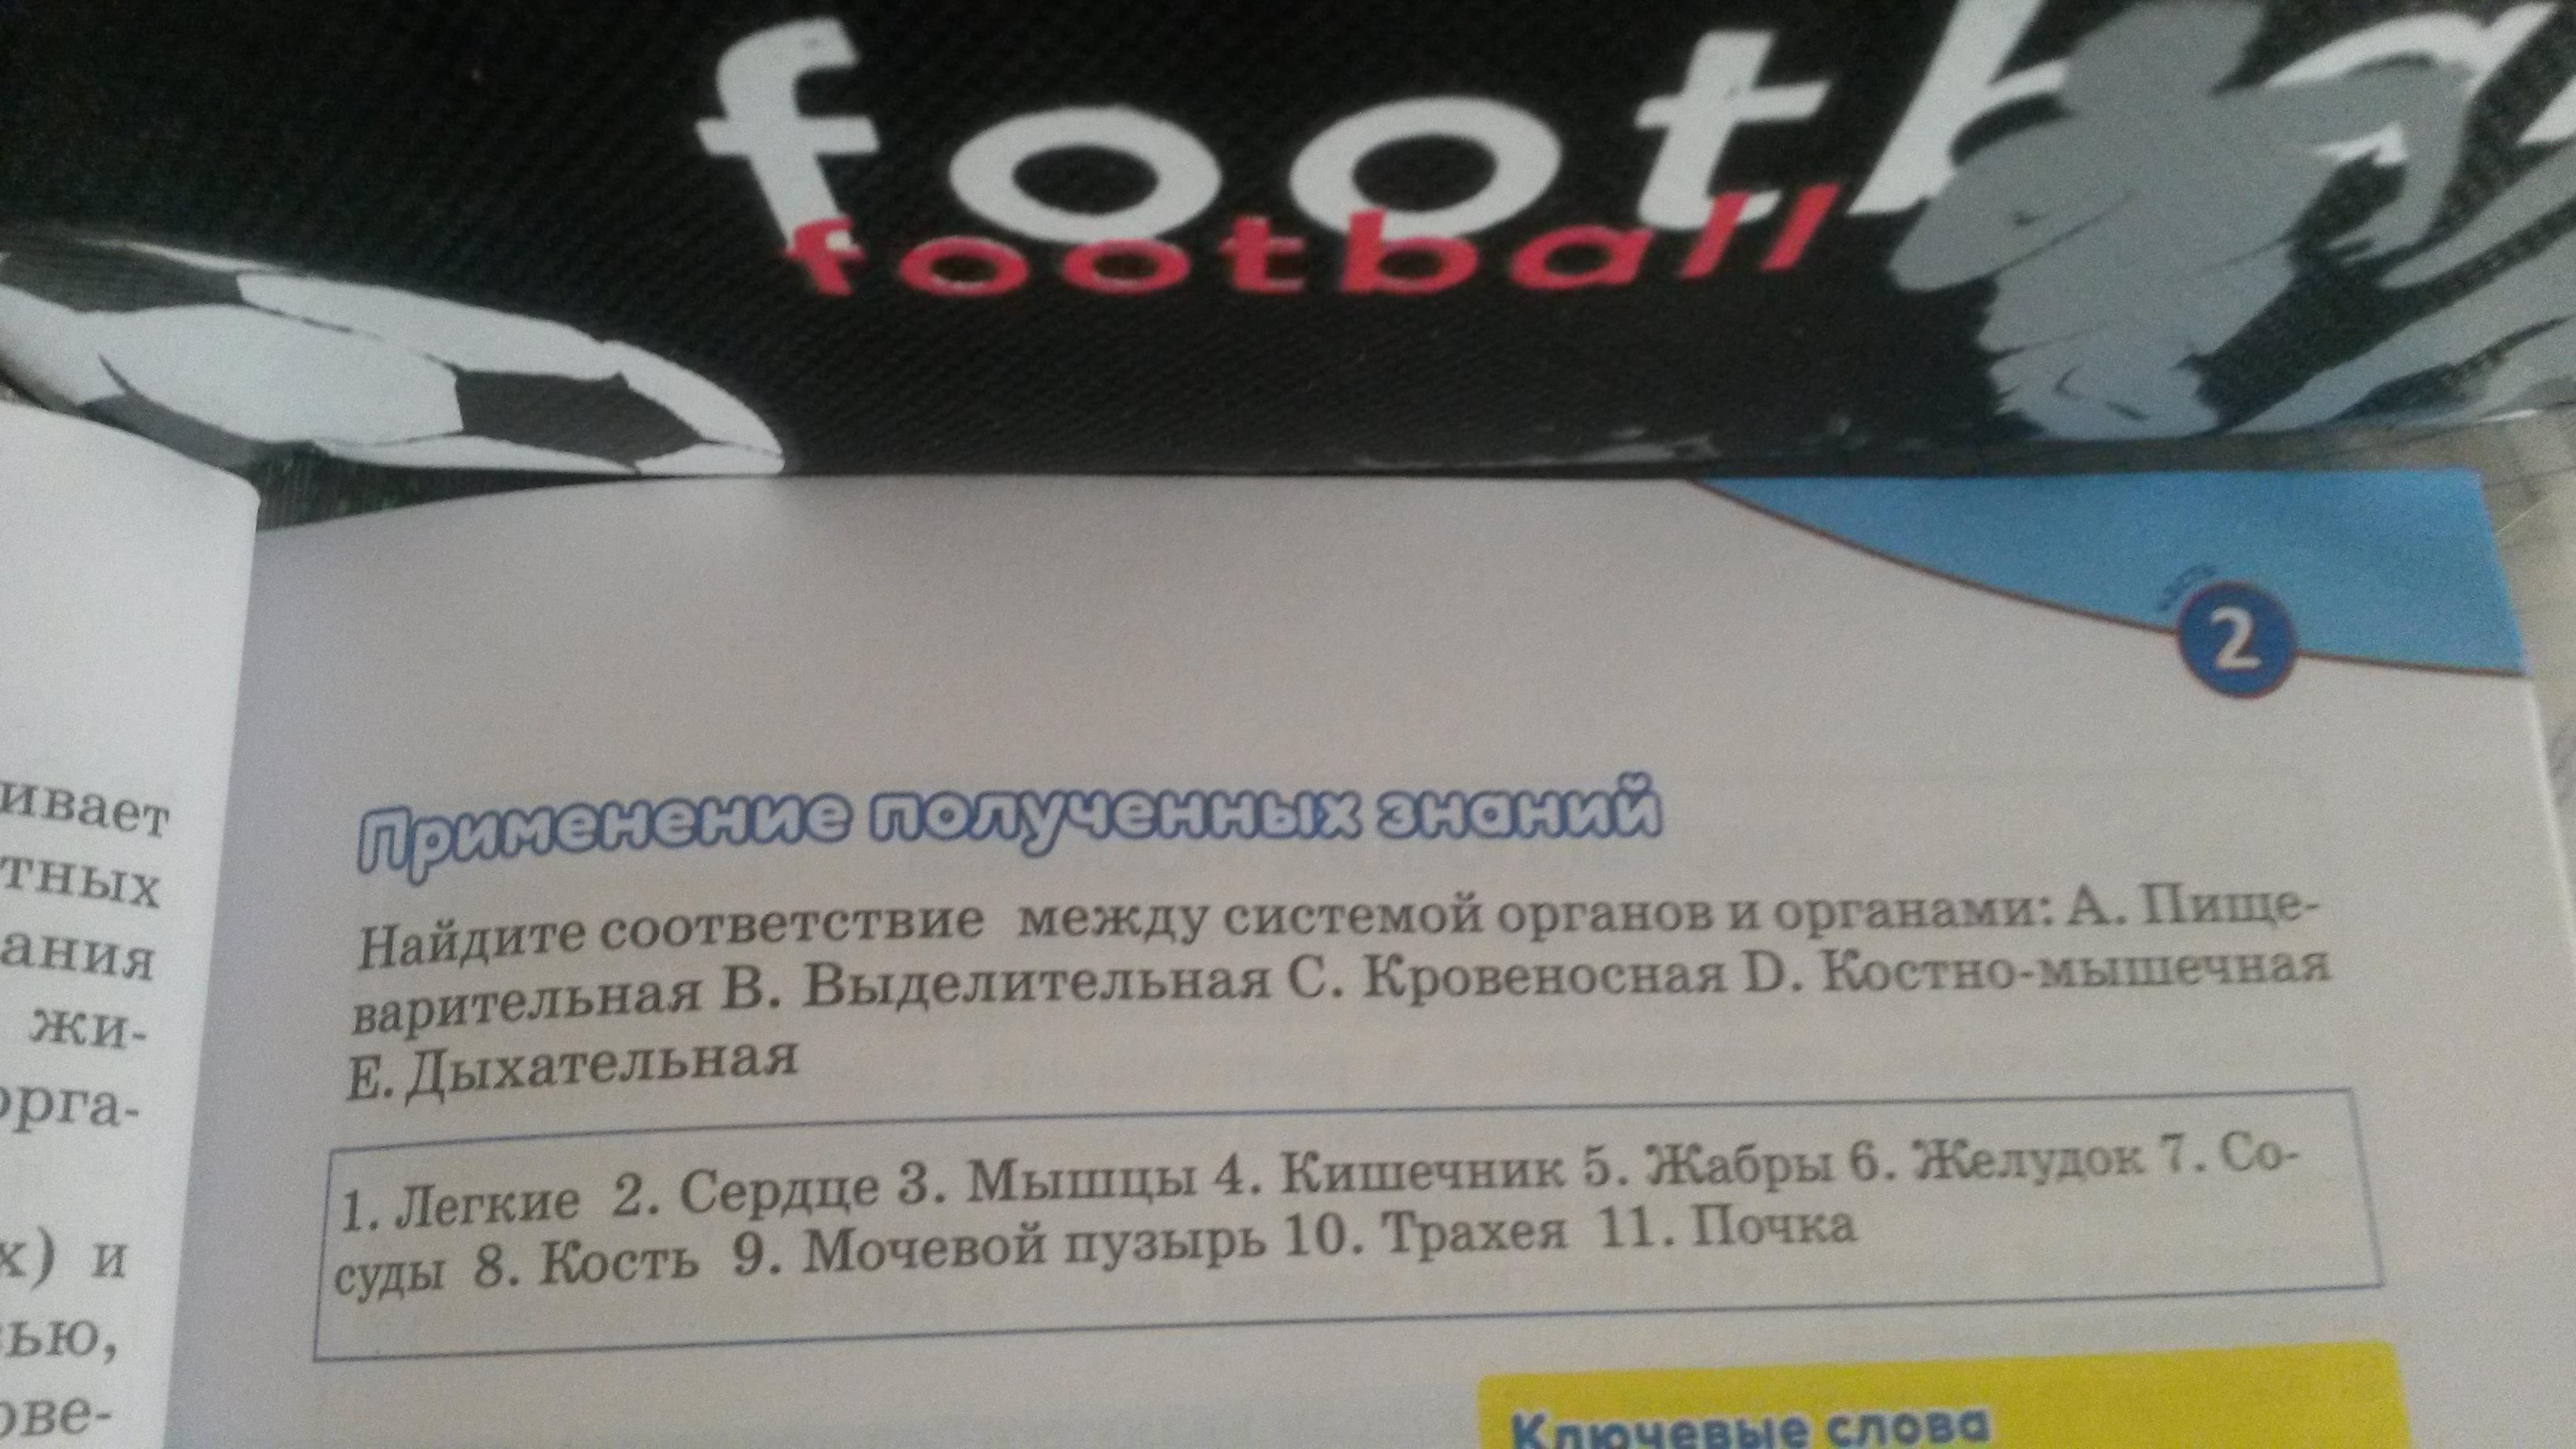 footb
football
2
ивает
тных
ания
жи-
орга-
х) и
ью,
ове-
Применение полученных знаний
Найдите соответствие между системой органов и органами: А. Пище-
варительная В. Выделительная С. Кровеносная D. Костно-мышечная
Е. Дыхательная
1. Легкие 2. Сердце 3. Мышцы 4. Кишечник 5. Жабры 6. Желудок 7. Со-
суды 8. Кость 9. Мочевой пузырь 10. Трахея 11. Почка
Ключевые слова